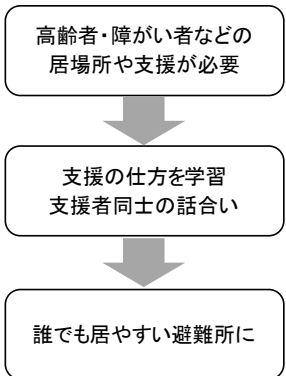 高齢者・障がい者などの
居場所や支援が必要
支援の仕方を学習
支援者同士の話合い
誰でも居やすい避難所に